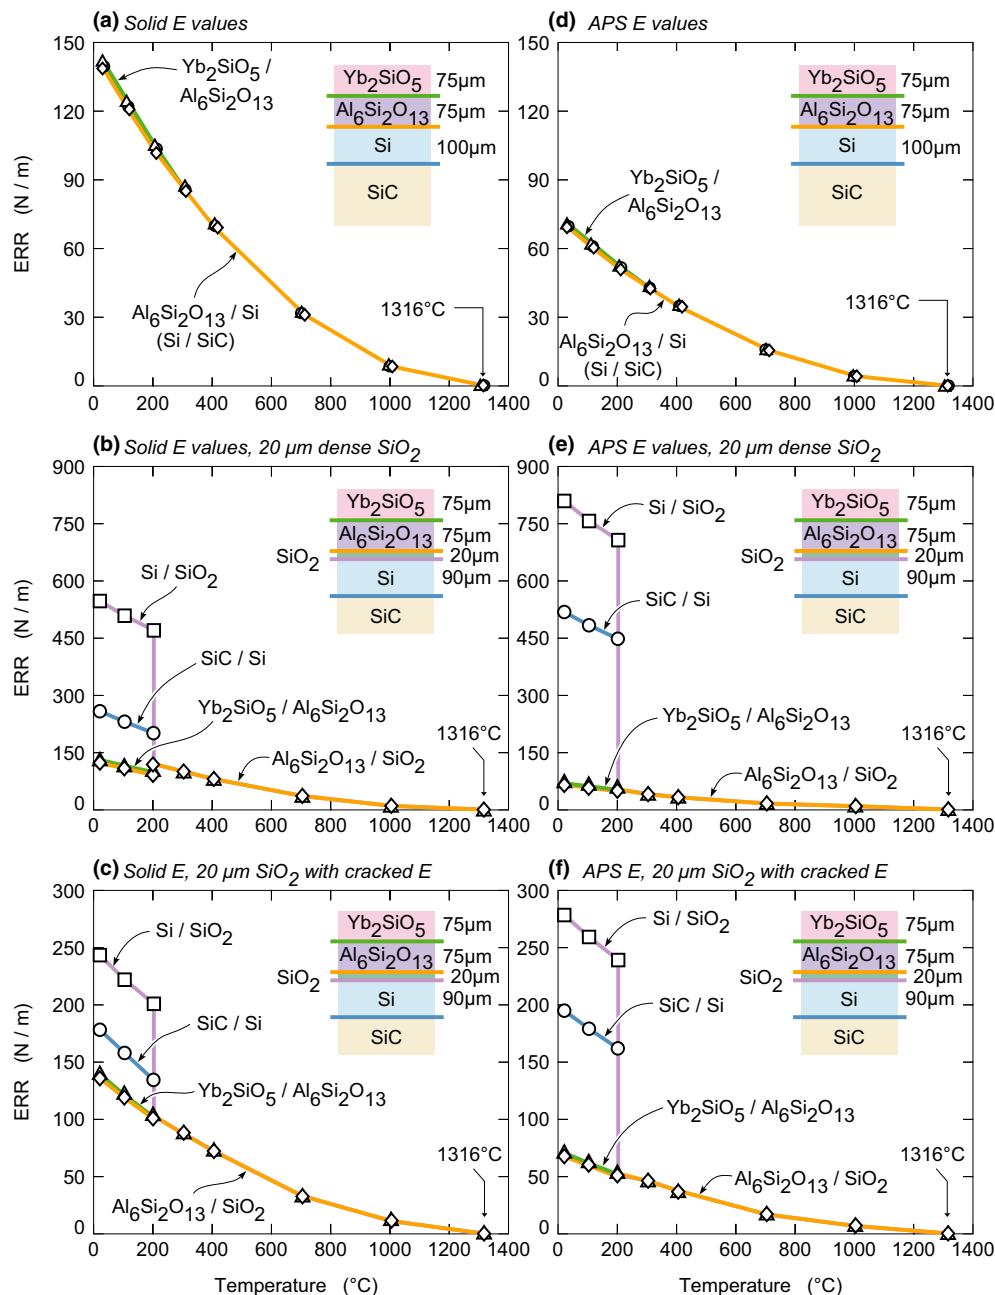 (a) Solid E values
ERR (N / m)
150
120
90
60
30
0
0 200 400 600 800 1000 1200 1400
Yb2SiO5 /
Al6Si2O13
Al6Si2O13 / Si
(Si / SiC)
1316°C
Yb2SiO5 75µm
Al6Si2O13 75µm
Si 100µm
SiC
(d) APS E values
150
120
90
60
30
0
0 200 400 600 800 1000 1200 1400
Yb2SiO5 /
Al6Si2O13
Al6Si2O13 / Si
(Si / SiC)
1316°C
Yb2SiO5 75µm
Al6Si2O13 75µm
Si 100µm
SiC
(b) Solid E values, 20 µm dense SiO2
ERR (N / m)
900
750
600
450
300
150
0
0 200 400 600 800 1000 1200 1400
Si / SiO2
SiC / Si
Yb2SiO5 / Al6Si2O13
Al6Si2O13 / SiO2
1316°C
Yb2SiO5 75µm
Al6Si2O13 75µm
SiO2 20µm
Si 90µm
SiC
(e) APS E values, 20 µm dense SiO2
900
750
600
450
300
150
0
0 200 400 600 800 1000 1200 1400
Si / SiO2
SiC / Si
Yb2SiO5 / Al6Si2O13
Al6Si2O13 / SiO2
1316°C
Yb2SiO5 75µm
Al6Si2O13 75µm
SiO2 20µm
Si 90µm
SiC
(c) Solid E, 20 µm SiO2 with cracked E
ERR (N / m)
300
250
200
150
100
50
0
0 200 400 600 800 1000 1200 1400
Temperature (°C)
Si / SiO2
SiC / Si
Yb2SiO5 / Al6Si2O13
Al6Si2O13 / SiO2
1316°C
Yb2SiO5 75µm
Al6Si2O13 75µm
SiO2 20µm
Si 90µm
SiC
(f) APS E, 20 µm SiO2 with cracked E
300
250
200
150
100
50
0
0 200 400 600 800 1000 1200 1400
Temperature (°C)
Si / SiO2
SiC / Si
Yb2SiO5 / Al6Si2O13
Al6Si2O13 / SiO2
1316°C
Yb2SiO5 75µm
Al6Si2O13 75µm
SiO2 20µm
Si 90µm
SiC